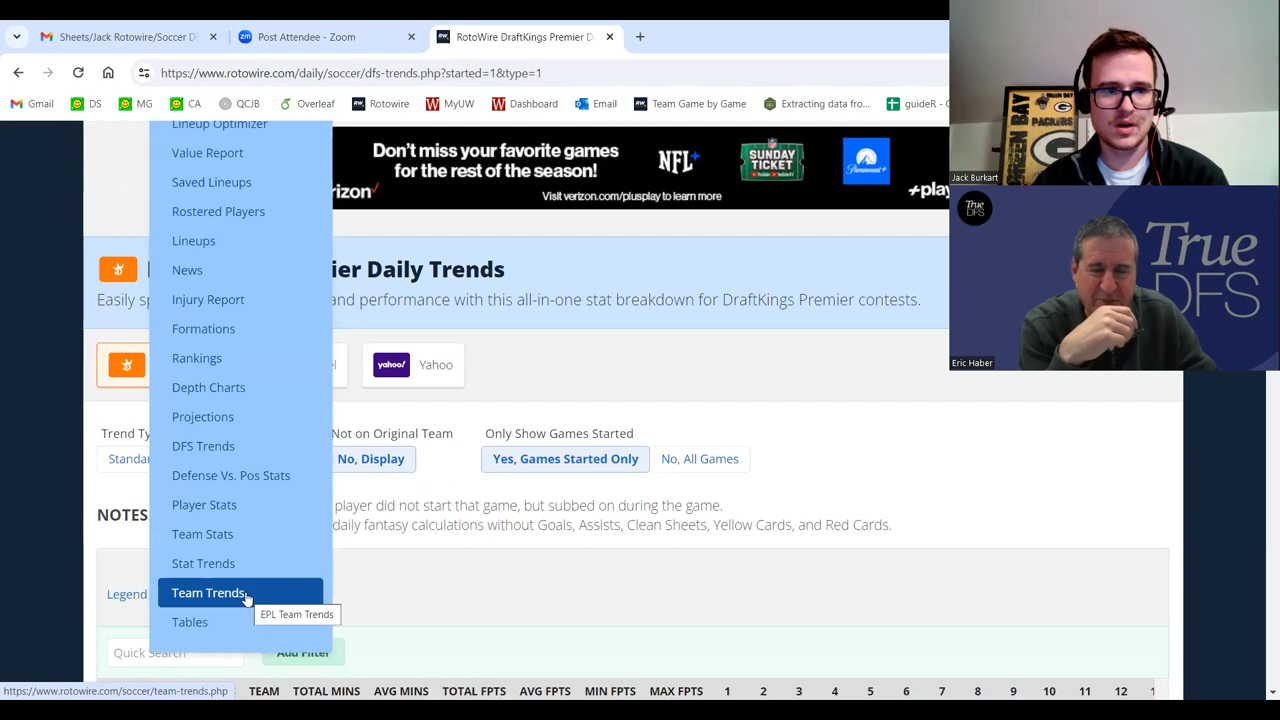 Sheets/Jack Rotowire/Soccer D
Post Attendee - Zoom
RotoWire DraftKings Premier D
https://www.rotowire.com/daily/soccer/dfs-trends.php?started=1&type=1
Gmail
DS
MG
CA
QCJB
Overleaf
Rotowire
MyUW
Dashboard
Email
Team Game by Game
Extracting data fro...
guideR - G
Lineup Optimizer
Value Report
Saved Lineups
Rostered Players
Lineups
News
Injury Report
Formations
Rankings
Depth Charts
Projections
DFS Trends
Defense Vs. Pos Stats
Player Stats
Team Stats
Stat Trends
Team Trends
EPL Team Trends
Tables
Don't miss your favorite games
for the rest of the season!
rizon
NFL+
SUNDAY
TICKET
Paramount+
+play
Visit verizon.com/plusplay to learn more
ier Daily Trends
Easily sp
and performance with this all-in-one stat breakdown for DraftKings Premier contests.
yahoo!
Yahoo
Trend Ty
Not on Original Team
Only Show Games Started
Standar
No, Display
Yes, Games Started Only
No, All Games
NOTES
player did not start that game, but subbed on during the game.
daily fantasy calculations without Goals, Assists, Clean Sheets, Yellow Cards, and Red Cards.
Legend
Quick Search
Add Filter
TEAM
TOTAL MINS
AVG MINS
TOTAL FPTS
AVG FPTS
MIN FPTS
MAX FPTS
1
2
3
4
5
6
7
8
9
10
11
12
https://www.rotowire.com/soccer/team-trends.php
GREEN BAY
PACKERS
Jack Burkart
True
DFS
True
DFS
Eric Haber